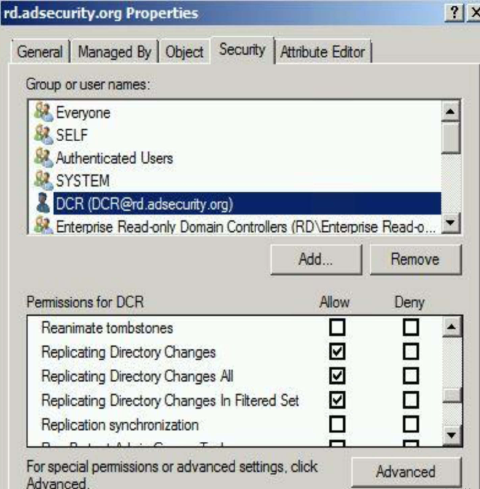 rd.adsecurity.org Properties
General Managed By Object Security Attribute Editor
Group or user names:
Everyone
SELF
Authenticated Users
SYSTEM
DCR (DCR@rd.adsecurity.org)
Enterprise Read-only Domain Controllers (RD\Enterprise Read-o...
Add... Remove
Permissions for DCR Allow Deny
Reanimate tombstones
Replicating Directory Changes
Replicating Directory Changes All
Replicating Directory Changes In Filtered Set
Replication synchronization
For special permissions or advanced settings, click
Advanced.
Advanced